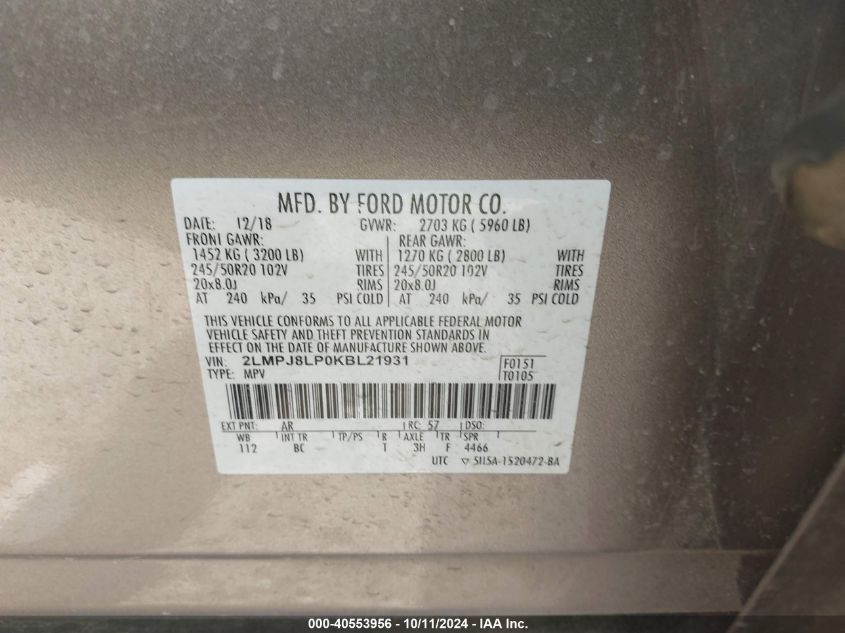 MFD. BY FORD MOTOR CO.
DATE: 12/18 GVWR: 2703 KG ( 5960 LB)
FRONT GAWR: REAR GAWR:
1452 KG ( 3200 LB) WITH 1270 KG ( 2800 LB) WITH
245/50R20 102V TIRES 245/50R20 102V TIRES
20x8.0J RIMS 20x8.0J RIMS
AT 240 kPa/ 35 PSI COLD AT 240 kPa/ 35 PSI COLD
THIS VEHICLE CONFORMS TO ALL APPLICABLE FEDERAL MOTOR
VEHICLE SAFETY AND THEFT PREVENTION STANDARDS IN
EFFECT ON THE DATE OF MANUFACTURE SHOWN ABOVE.
VIN: 2LMPJ8LP0KBL21931 F0151
TYPE: MPV T0105
EXT PNT: AR RC: 57 DSO:
WB INT TR TP/PS R AXLE TR SPR
112 BC T 3H F 4466
UTC
000-40553956 - 10/11/2024 - IAA Inc.